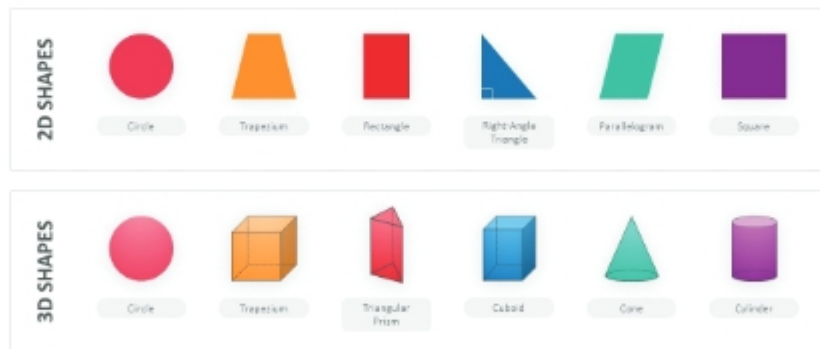 2D SHAPES
Circle
Trapezium
Rectangle
Right-Angle
Triangle
Parallelogram
Square
3D SHAPES
Circle
Trapezium
Triangular
Prism
Cuboid
Cone
Cylinder